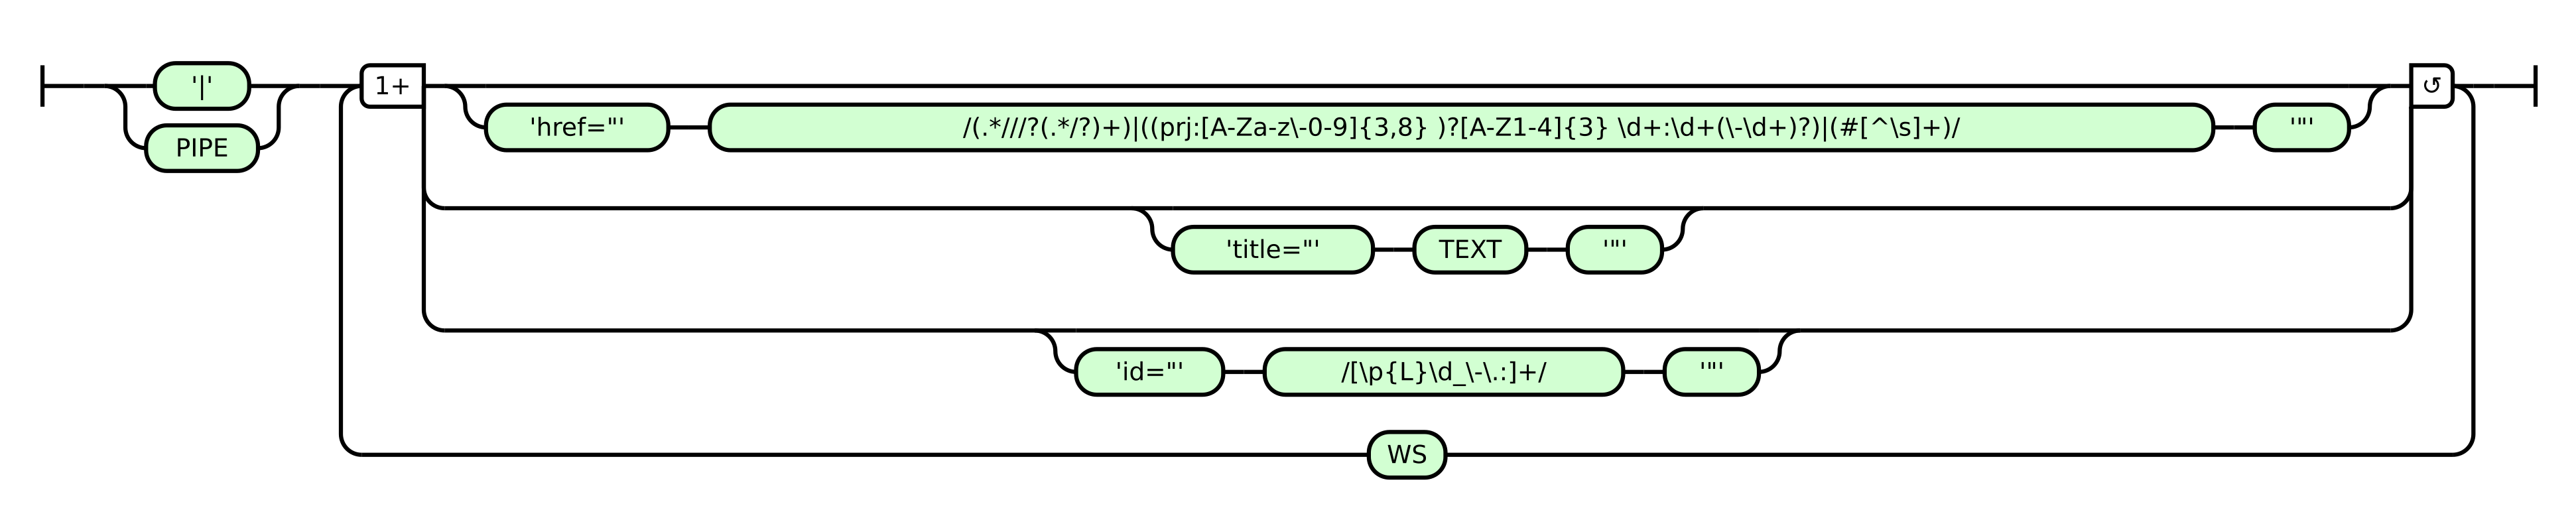 '|'
PIPE
1+
'href="'
/(.*///?(.*/?)+)|((prj:[A-Za-z\-0-9]{3,8} )?[A-Z1-4]{3} \d+:\d+(\-\d+)?)|(#[^\s]+)/
'"'
↺
'title="'
TEXT
'"'
'id="'
/[\p{L}\d_\-\.:]+/
'"'
WS